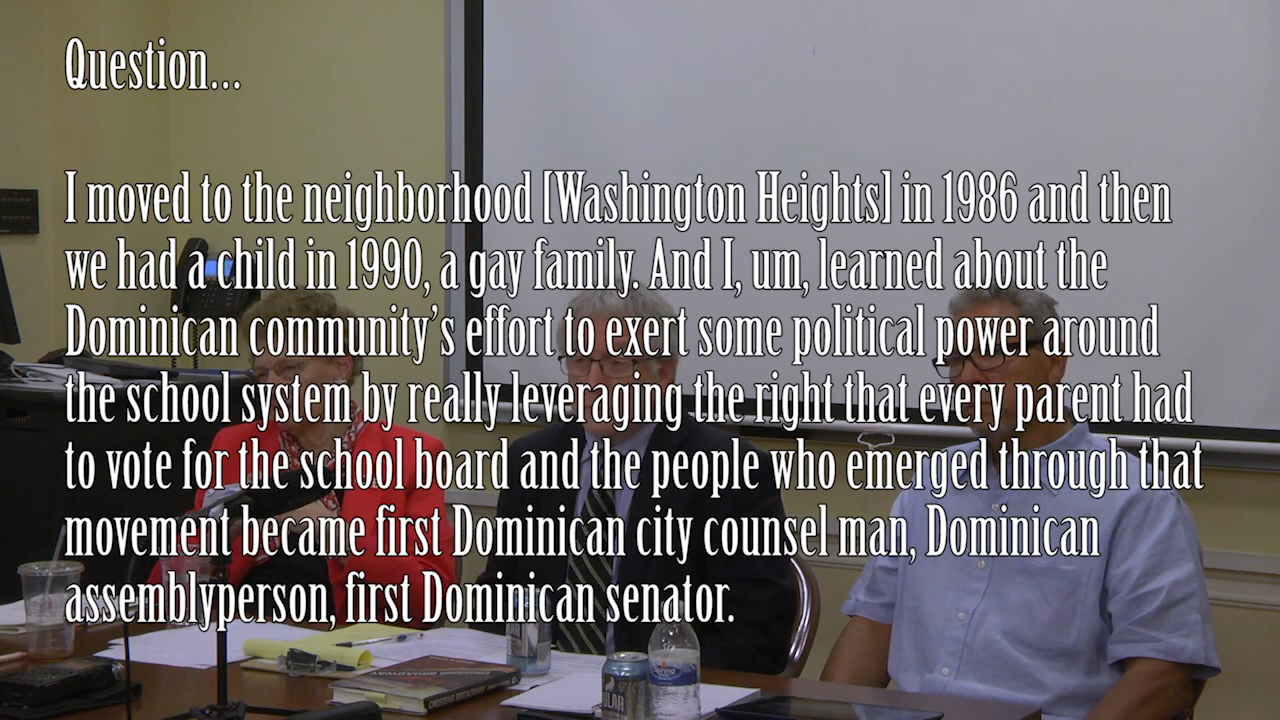 Question...
I moved to the neighborhood [Washington Heights] in 1986 and then
we had a child in 1990, a gay family. And I, um, learned about the
Dominican community's effort to exert some political power around
the school system by really leveraging the right that every parent had
to vote for the school board and the people who emerged through that
movement became first Dominican city counsel man, Dominican
assemblyperson, first Dominican senator.
CROSSING BROADWAY
POLAR